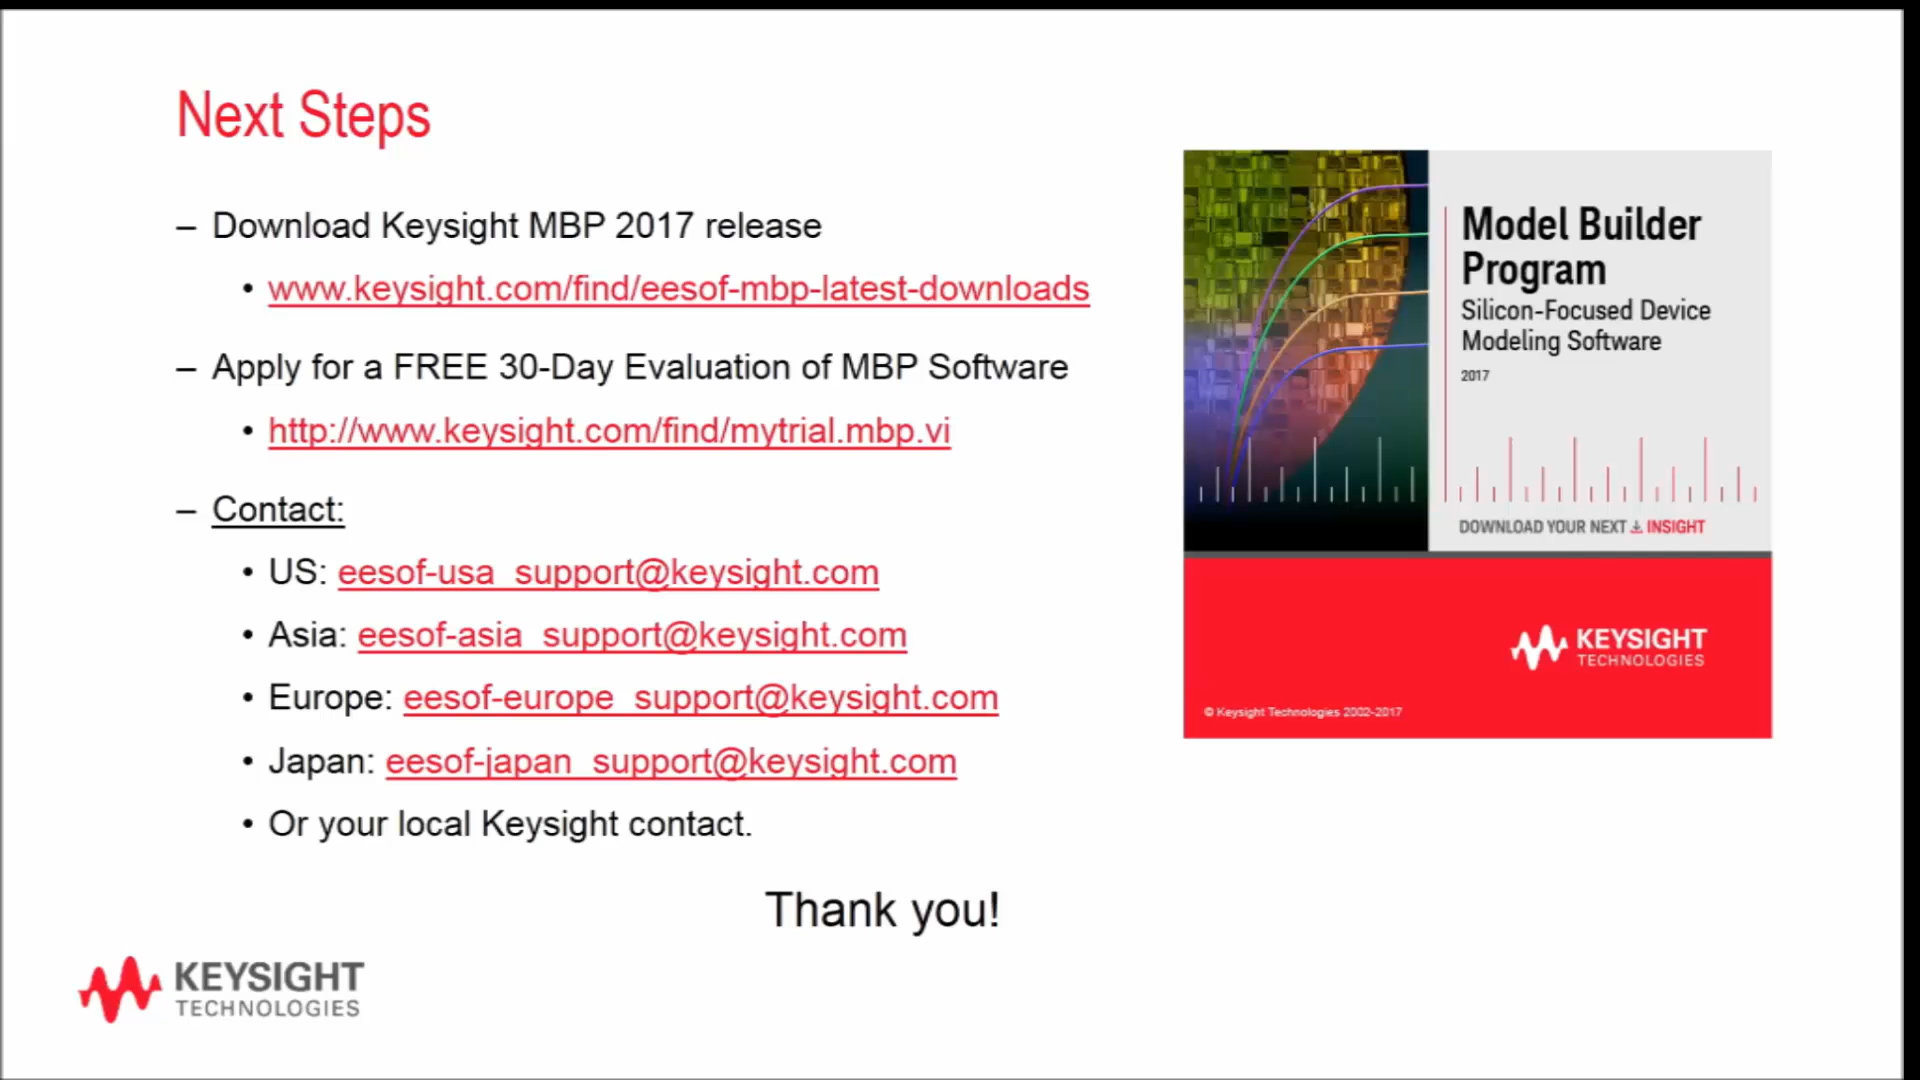 Next Steps
– Download Keysight MBP 2017 release
• www.keysight.com/find/eesof-mbp-latest-downloads
– Apply for a FREE 30-Day Evaluation of MBP Software
• http://www.keysight.com/find/mytrial.mbp.vi
– Contact:
• US: eesof-usa_support@keysight.com
• Asia: eesof-asia_support@keysight.com
• Europe: eesof-europe_support@keysight.com
• Japan: eesof-japan_support@keysight.com
• Or your local Keysight contact.
Thank you!
KEYSIGHT
TECHNOLOGIES
Model Builder
Program
Silicon-Focused Device
Modeling Software
2017
DOWNLOAD YOUR NEXT INSIGHT
KEYSIGHT
TECHNOLOGIES
© Keysight Technologies 2002-2017